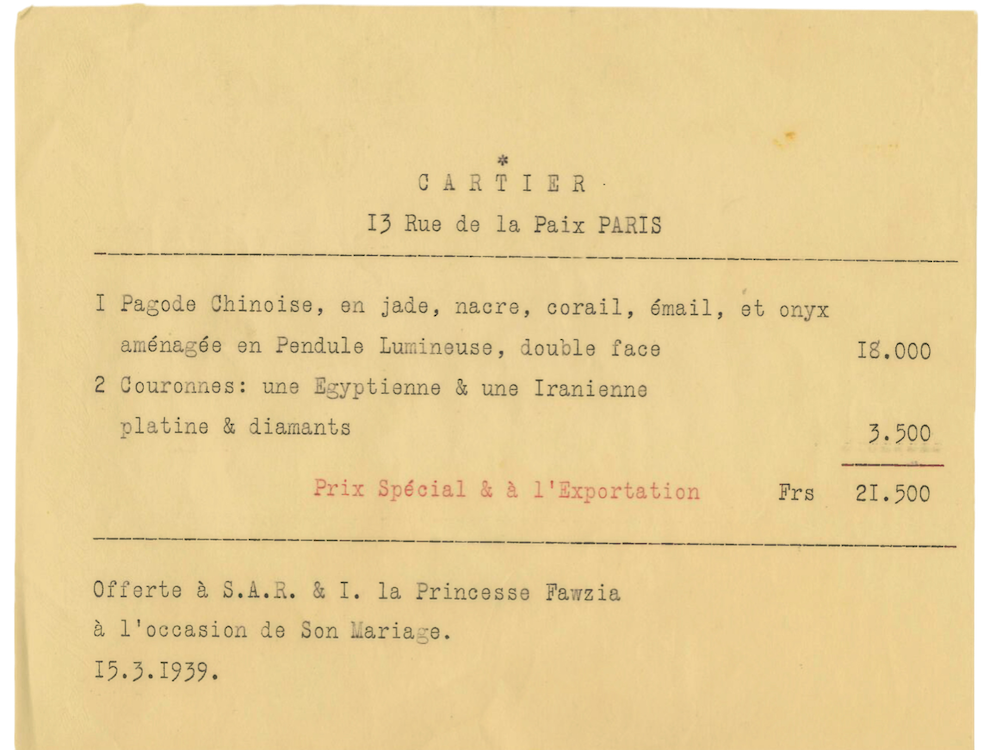 *
CARTIER
I3 Rue de la Paix PARIS
I Pagode Chinoise, en jade, nacre, corail, émail, et onyx
aménagée en Pendule Lumineuse, double face I8.000
2 Couronnes: une Egyptienne & une Iranienne
platine & diamants 3.500
Prix Spécial & à l'Exportation Frs 2I.500
Offerte à S.A.R. & I. la Princesse Fawzia
à l'occasion de Son Mariage.
I5.3.I939.